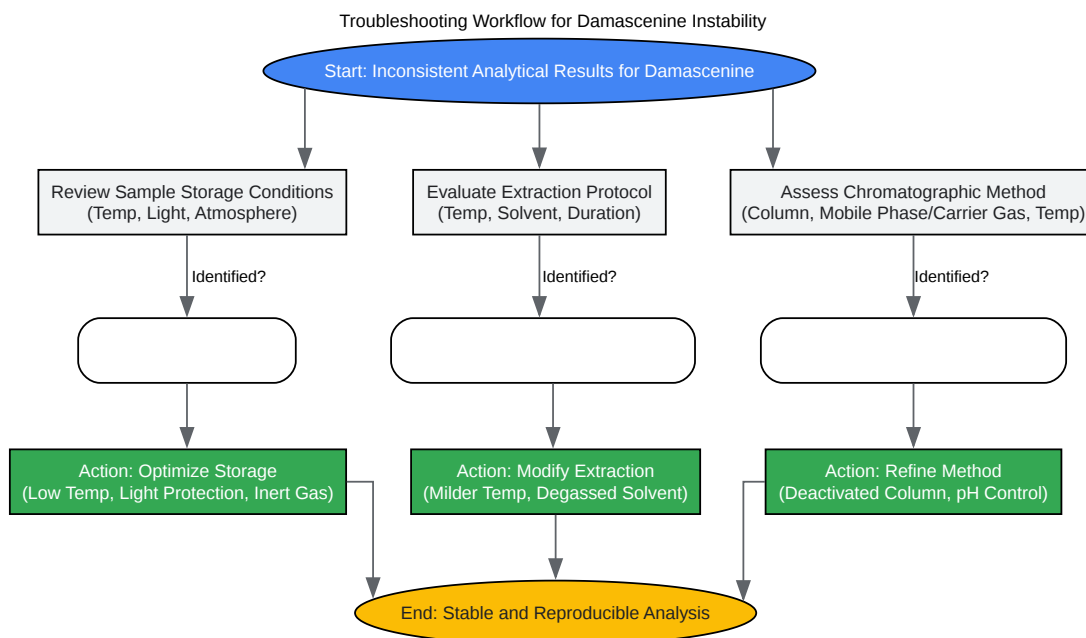 Troubleshooting Workflow for Damascenine Instability
Start: Inconsistent Analytical Results for Damascenine
Review Sample Storage Conditions
(Temp, Light, Atmosphere)
Evaluate Extraction Protocol
(Temp, Solvent, Duration)
Assess Chromatographic Method
(Column, Mobile Phase/Carrier Gas, Temp)
Identified?
Identified?
Identified?
Action: Optimize Storage
(Low Temp, Light Protection, Inert Gas)
Action: Modify Extraction
(Milder Temp, Degassed Solvent)
Action: Refine Method
(Deactivated Column, pH Control)
End: Stable and Reproducible Analysis